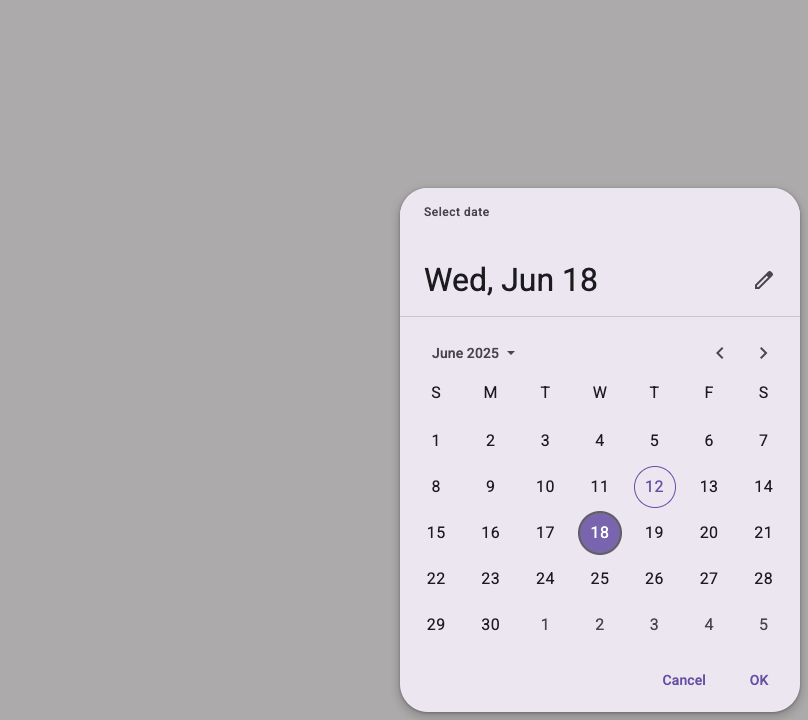 Select date
Wed, Jun 18
June 2025
S M T W T F S
1 2 3 4 5 6 7
8 9 10 11 12 13 14
15 16 17 18 19 20 21
22 23 24 25 26 27 28
29 30 1 2 3 4 5
Cancel OK